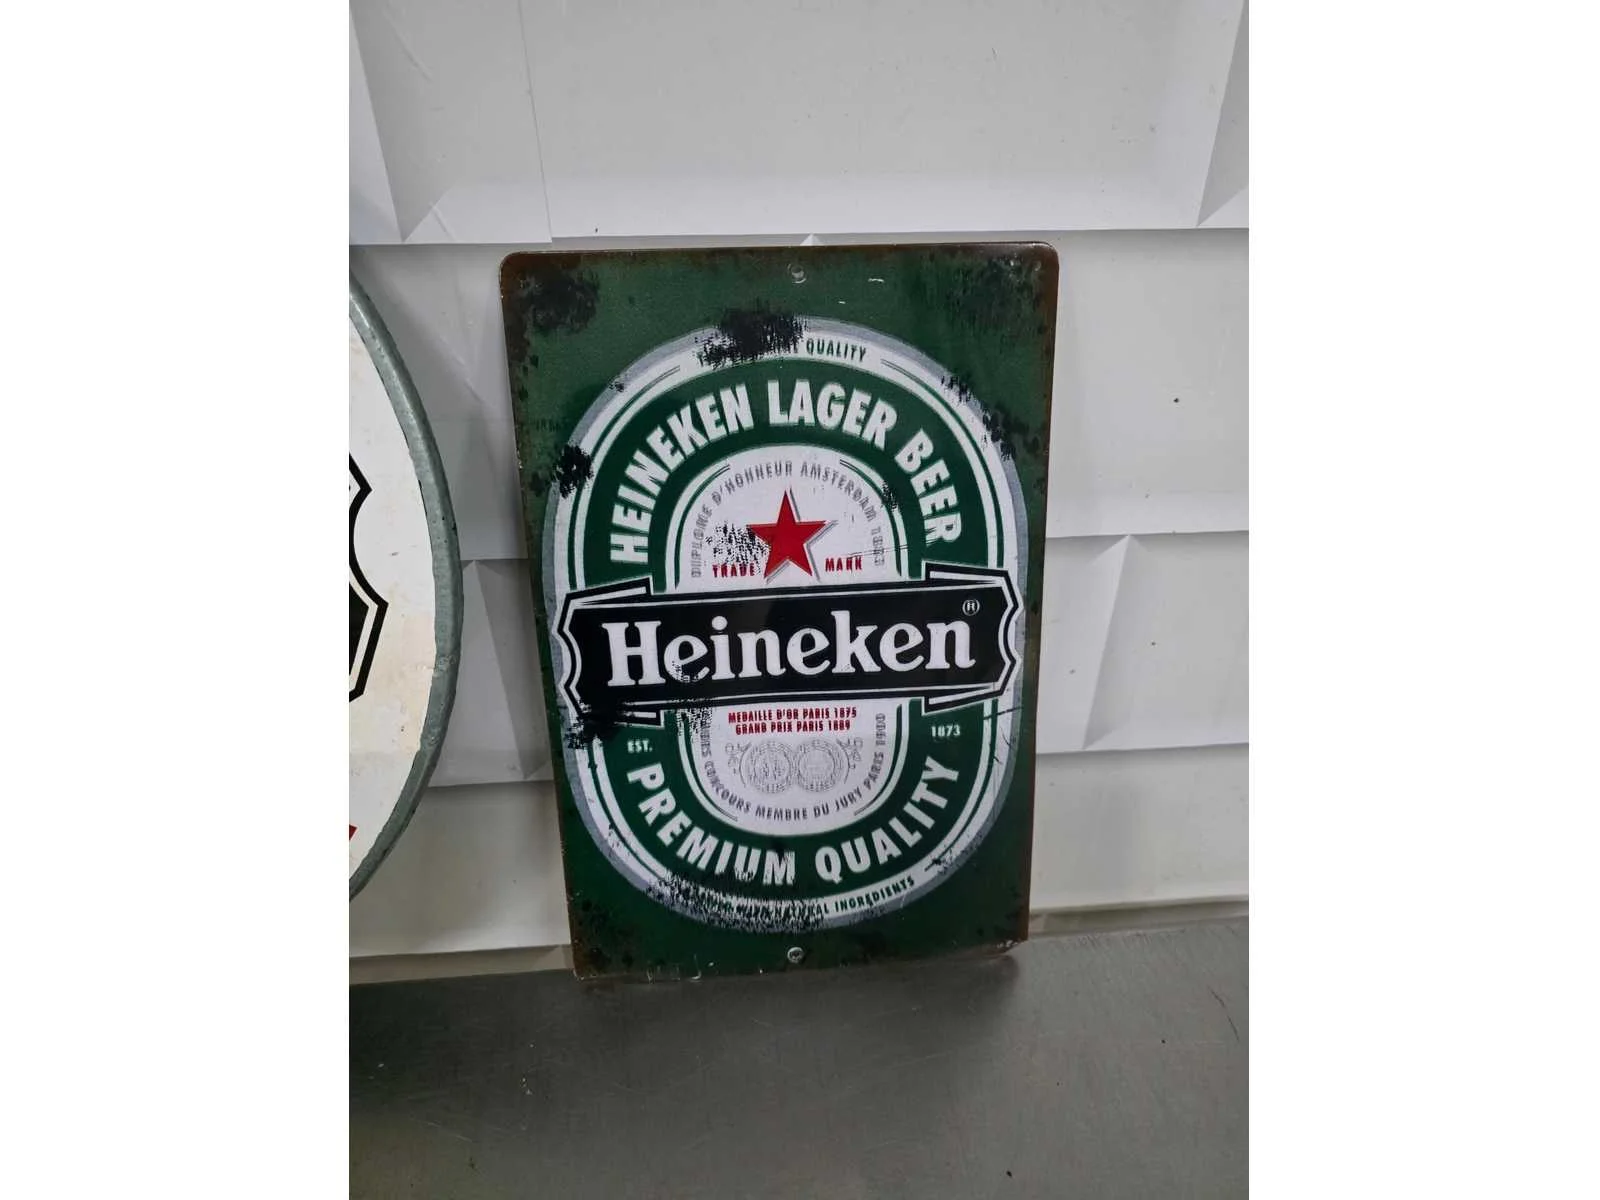 QUALITY
HEINEKEN LAGER BEER
DIPLOME D'HONNEUR AMSTERDAM 1883
TRADE MARK
Heineken®
MEDAILLE D'OR PARIS 1875
GRAND PRIX PARIS 1889
EST. 1873
CONCOURS MEMBRE DU JURY PARIS 1900
PREMIUM QUALITY
NATURAL INGREDIENTS